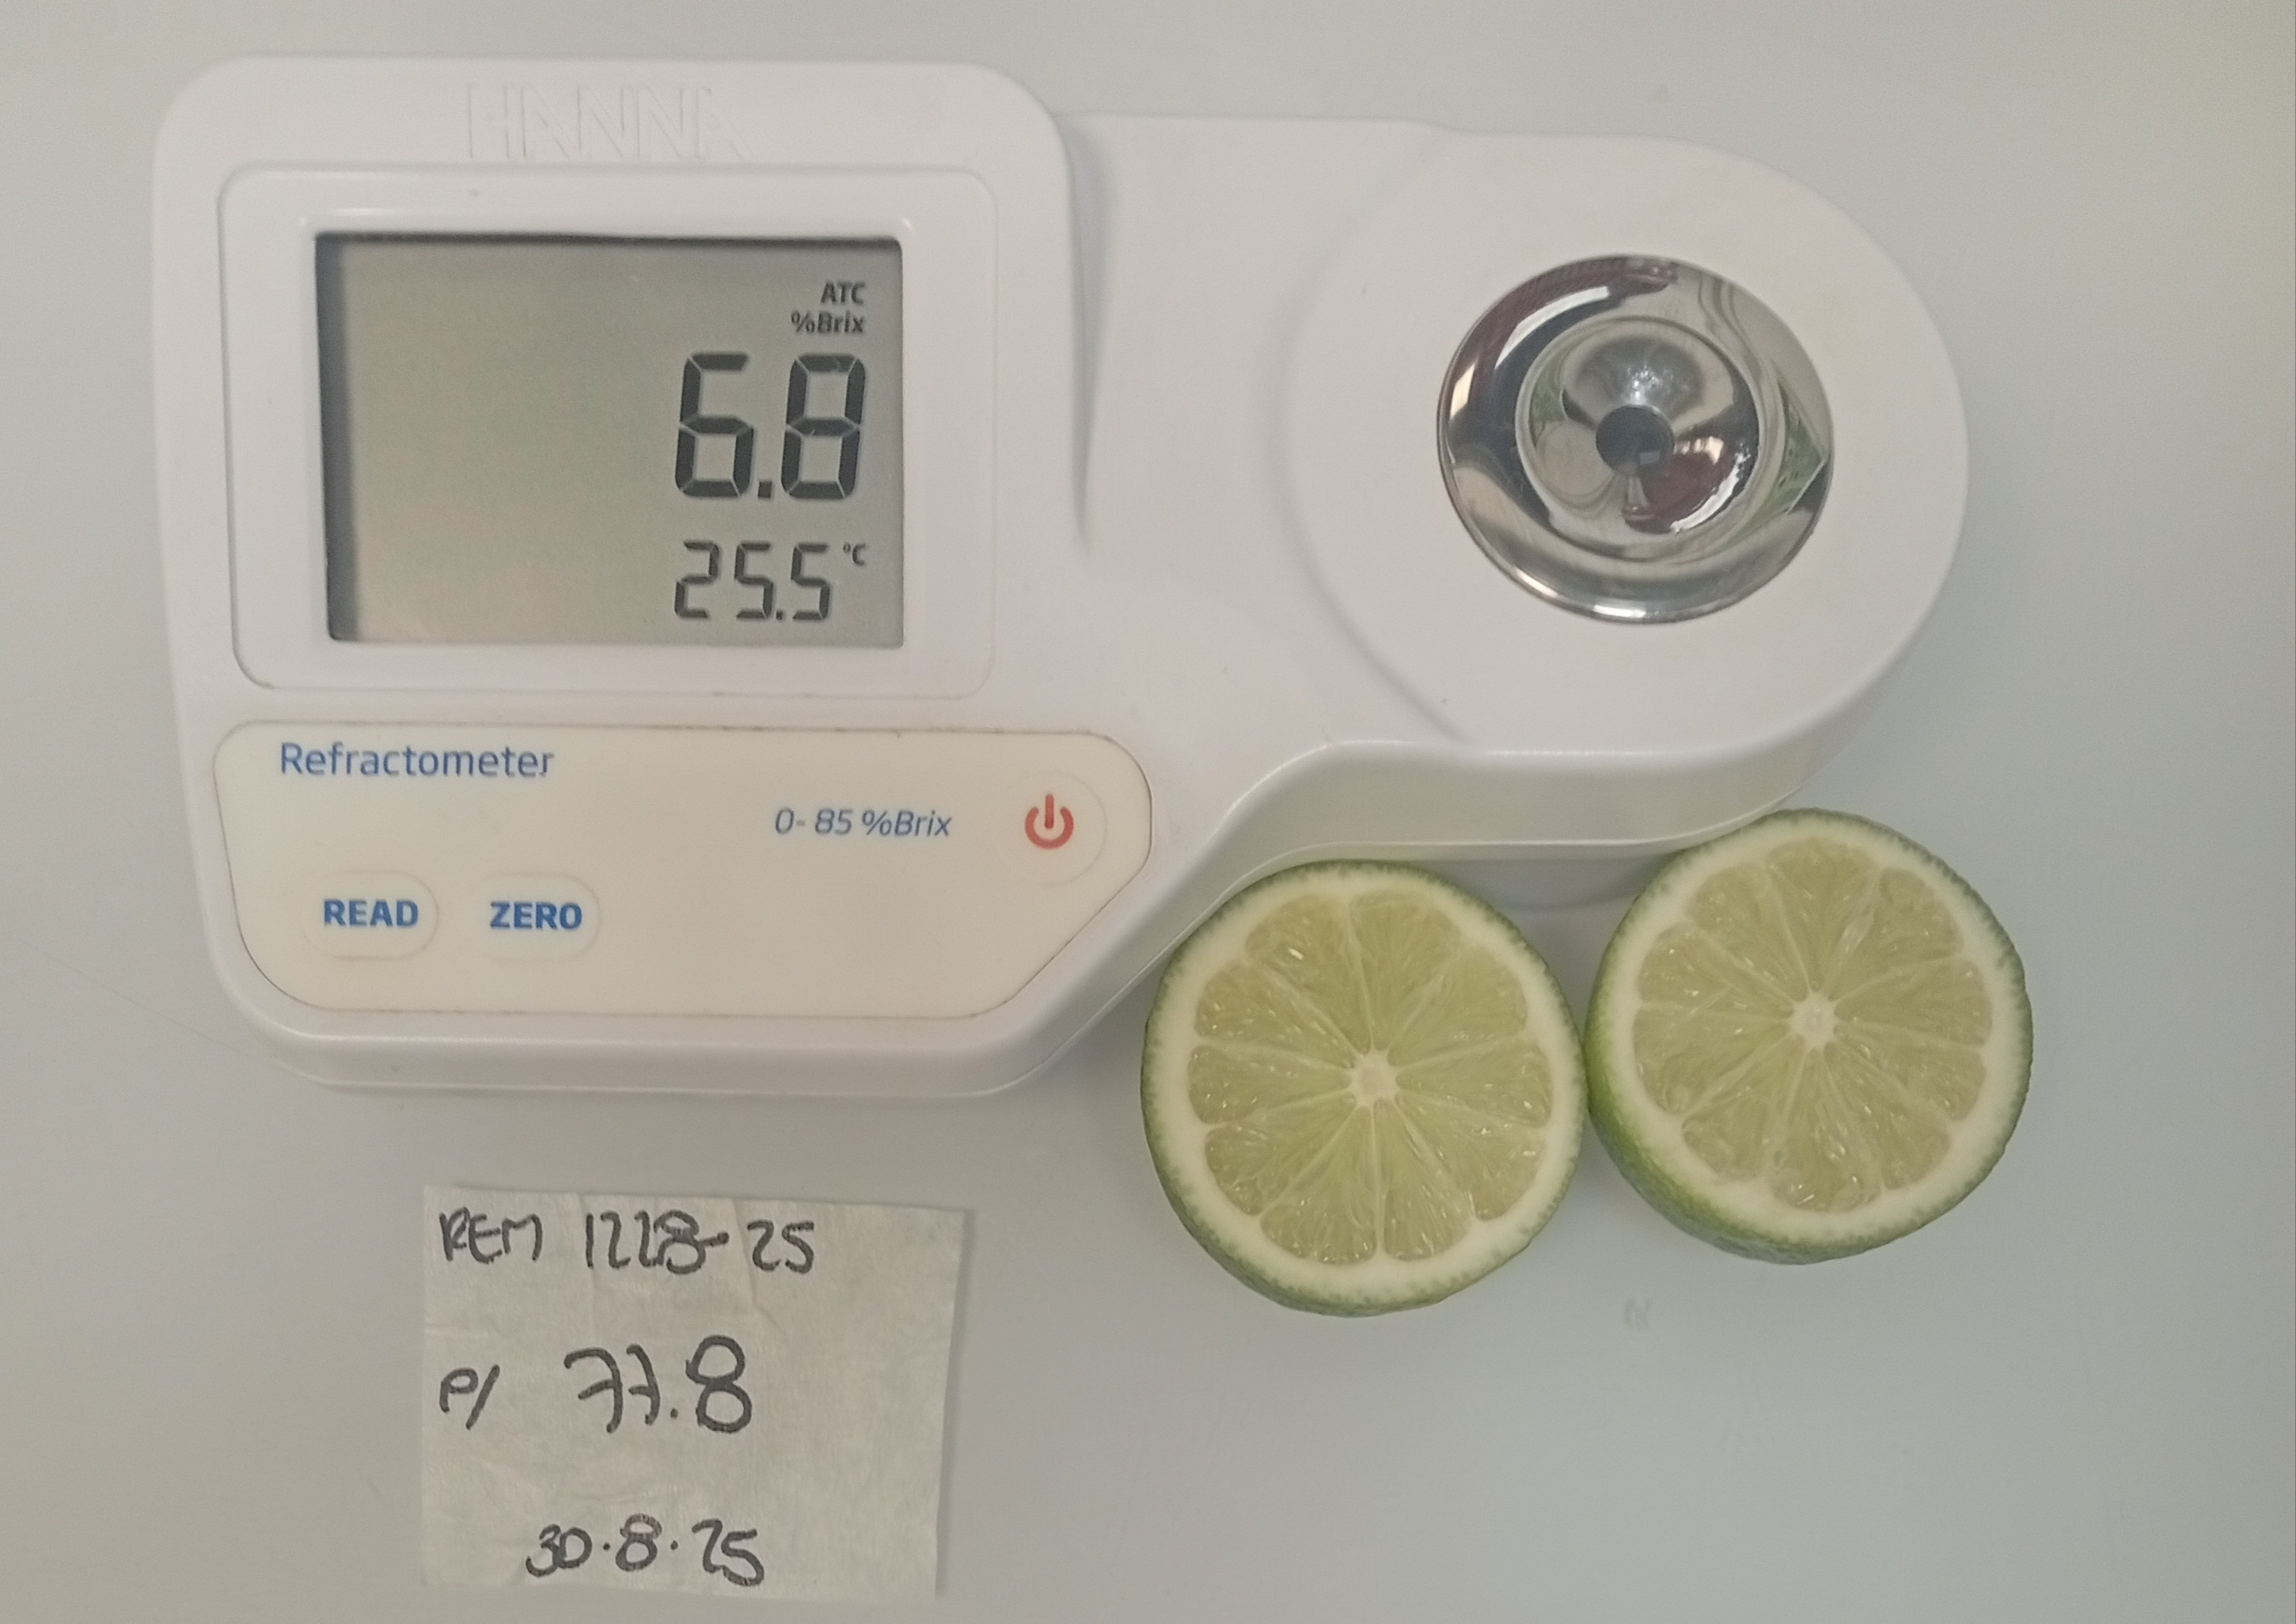 HANNA
ATC
%Brix
6.8
25.5 °C
Refractometer
0-85 %Brix
READ ZERO
REM 1228-25
P/ 77.8
30.8.25